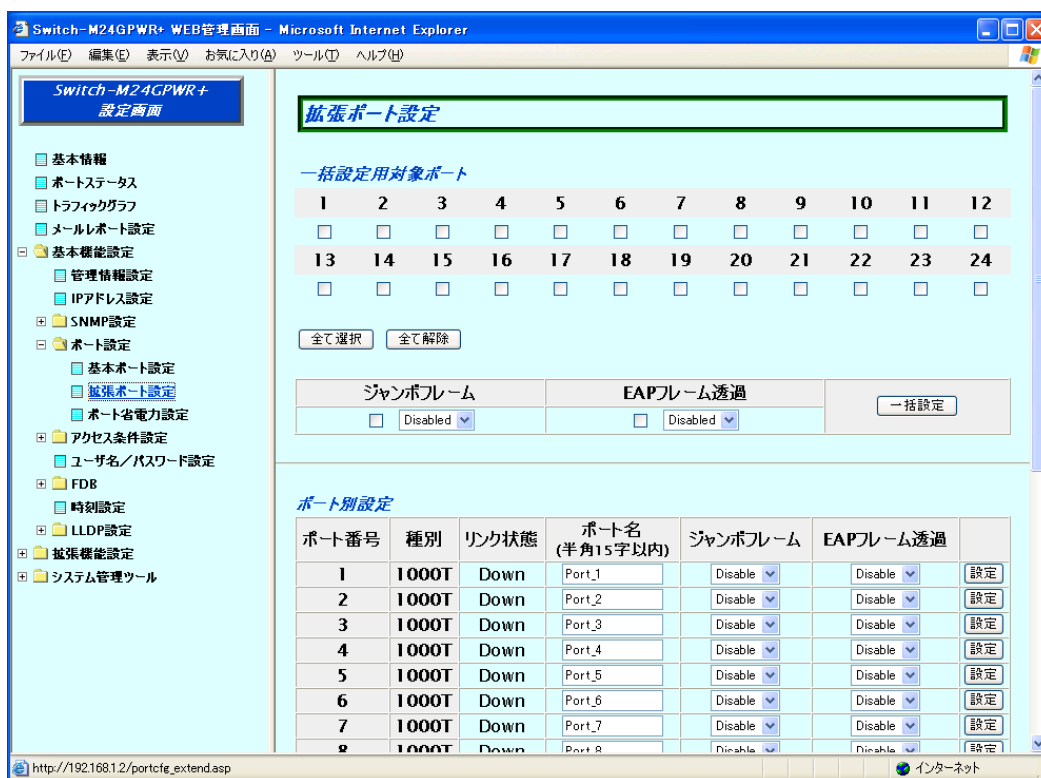 Switch-M24GPWR+ WEB管理画面 - Microsoft Internet Explorer
ファイル(F) 編集(E) 表示(V) お気に入り(A) ツール(T) ヘルプ(H)
Switch-M24GPWR+
設定画面
基本情報
ポートステータス
トラフィックグラフ
メールレポート設定
基本機能設定
管理情報設定
IPアドレス設定
SNMP設定
ポート設定
基本ポート設定
拡張ポート設定
ポート省電力設定
アクセス条件設定
ユーザ名/パスワード設定
FDB
時刻設定
LLDP設定
拡張機能設定
システム管理ツール
拡張ポート設定
一括設定用対象ポート
1 2 3 4 5 6 7 8 9 10 11 12
13 14 15 16 17 18 19 20 21 22 23 24
全て選択 全て解除
ジャンボフレーム EAPフレーム透過
Disabled Disabled 一括設定
ポート別設定
ポート番号 種別 リンク状態 ポート名 (半角15字以内) ジャンボフレーム EAPフレーム透過
1 1000T Down Port_1 Disable Disable 設定
2 1000T Down Port_2 Disable Disable 設定
3 1000T Down Port_3 Disable Disable 設定
4 1000T Down Port_4 Disable Disable 設定
5 1000T Down Port_5 Disable Disable 設定
6 1000T Down Port_6 Disable Disable 設定
7 1000T Down Port_7 Disable Disable 設定
8 1000T Down Port_8 Disable Disable 設定
http://192.168.1.2/portcfg_extend.asp インターネット